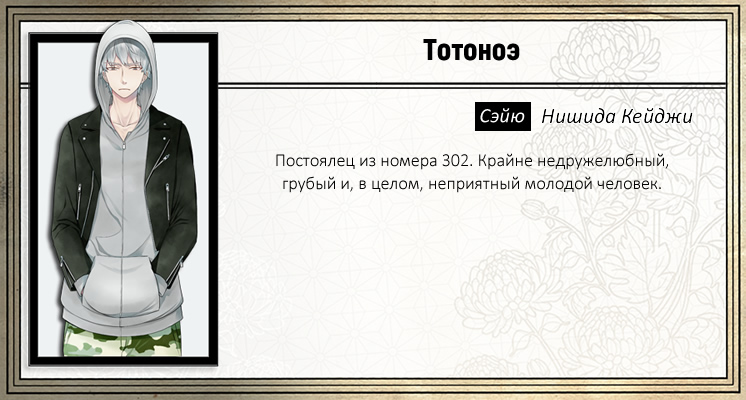 Тотоноэ
Сэйю Нишида Кейджи
Постоялец из номера 302. Крайне недружелюбный,
грубый и, в целом, неприятный молодой человек.